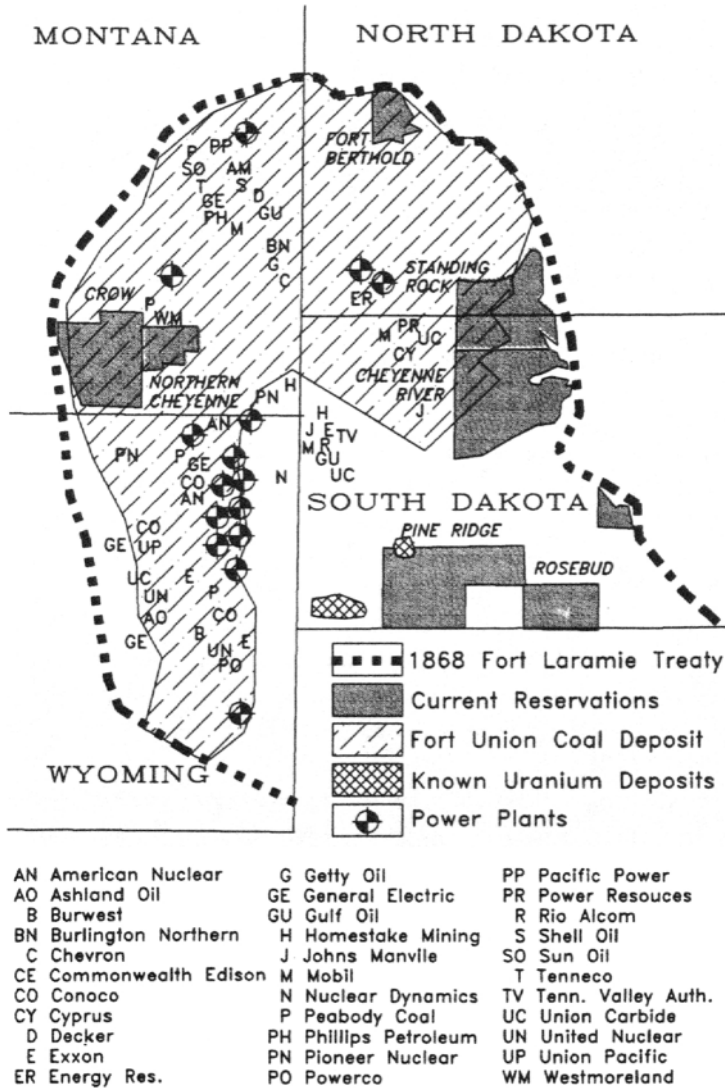 MONTANA
NORTH DAKOTA
FORT
BERTHOLD
P PP
SO AM
T S
GE D
PH GU
M
BN
G
C
STANDING
ROCK
ER
CROW
P
WM
M PR UC
CY
NORTHERN
CHEYENNE
CHEYENNE
RIVER
PN H
J
AN
H
J E TV
M R
GU
UC
PN
P
GE
CO
AN
N
SOUTH DAKOTA
CO
GE UP
PINE RIDGE
ROSEBUD
UC E
UN P
AO CO
GE B E
UN
PO
WYOMING
1868 Fort Laramie Treaty
Current Reservations
Fort Union Coal Deposit
Known Uranium Deposits
Power Plants
AN American Nuclear
AO Ashland Oil
B Burwest
BN Burlington Northern
C Chevron
CE Commonwealth Edison
CO Conoco
CY Cyprus
D Decker
E Exxon
ER Energy Res.
G Getty Oil
GE General Electric
GU Gulf Oil
H Homestake Mining
J Johns Manvile
M Mobil
N Nuclear Dynamics
P Peabody Coal
PH Phillips Petroleum
PN Pioneer Nuclear
PO Powerco
PP Pacific Power
PR Power Resouces
R Rio Alcom
S Shell Oil
SO Sun Oil
T Tenneco
TV Tenn. Valley Auth.
UC Union Carbide
UN United Nuclear
UP Union Pacific
WM Westmoreland